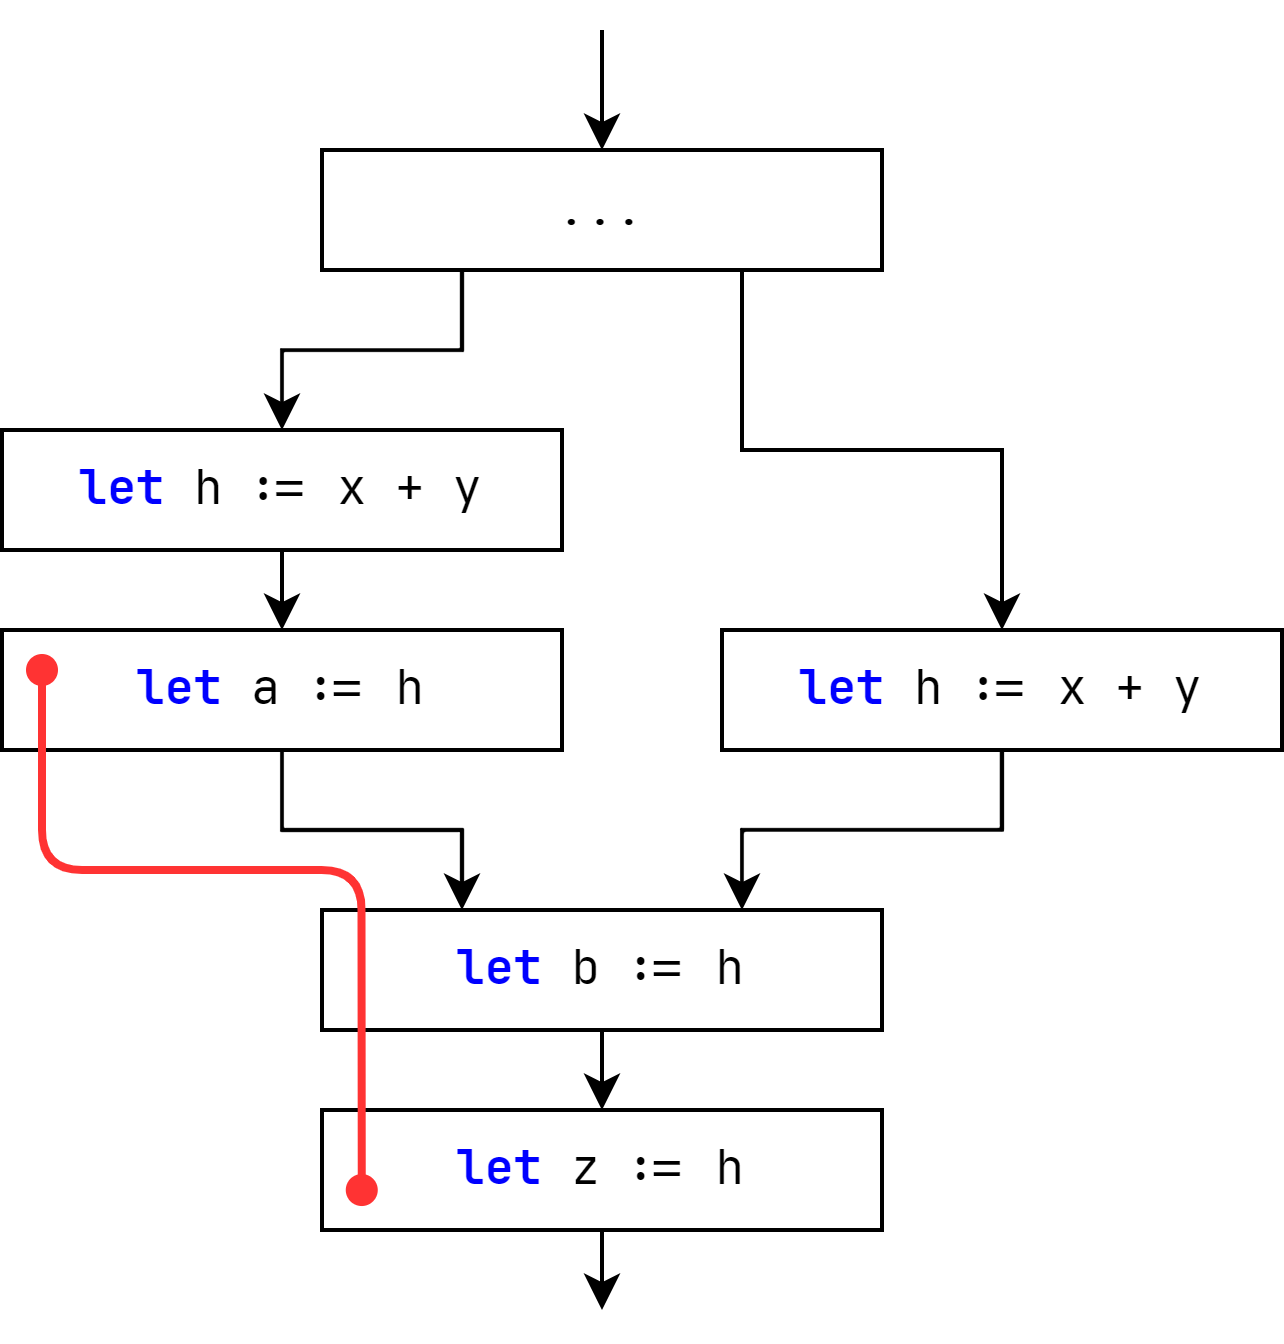 ...
let h := x + y
let a := h
let h := x + y
let b := h
let z := h